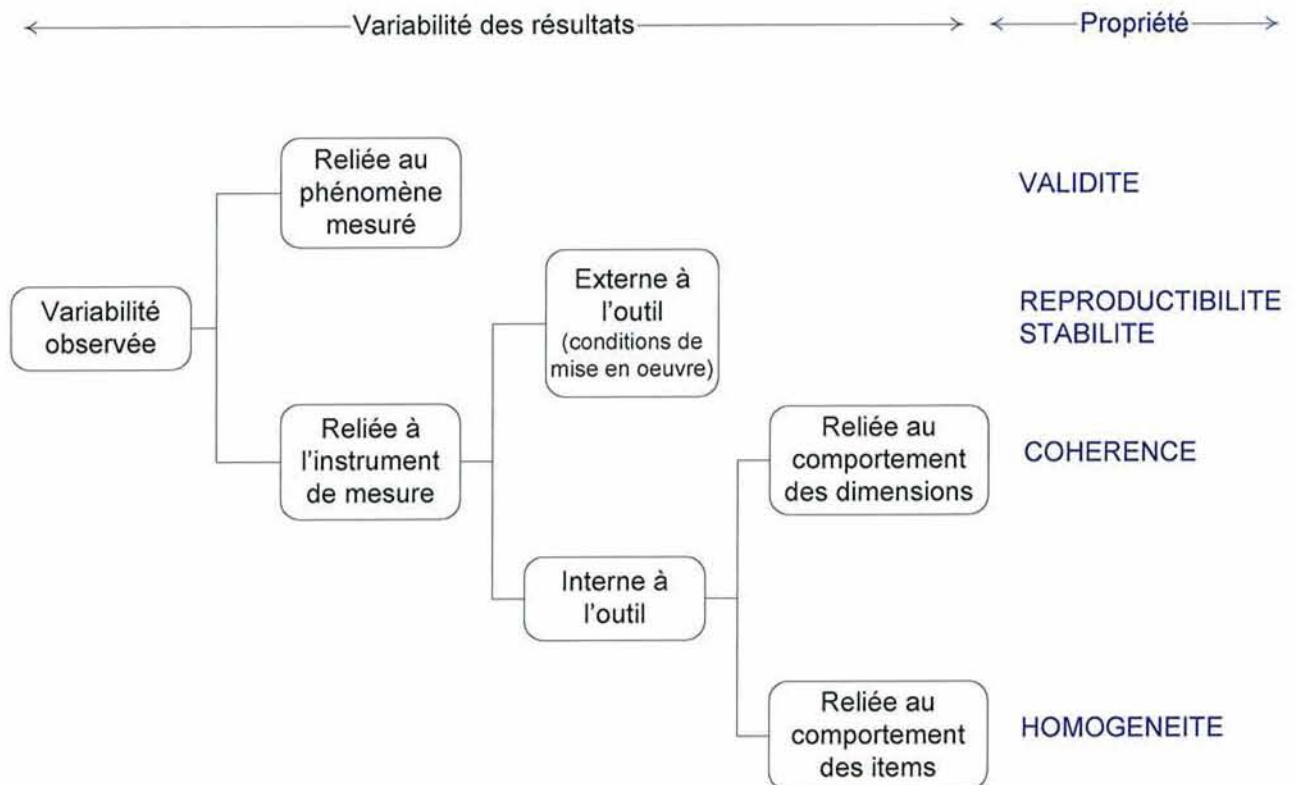 Variabilité des résultats
Propriété
Reliée au
phénomène
mesuré
VALIDITE
Variabilité
observée
Externe à
l'outil
(conditions de
mise en oeuvre)
REPRODUCTIBILITE
STABILITE
Reliée à
l'instrument
de mesure
Reliée au
comportement
des dimensions
COHERENCE
Interne à
l'outil
Reliée au
comportement
des items
HOMOGENEITE